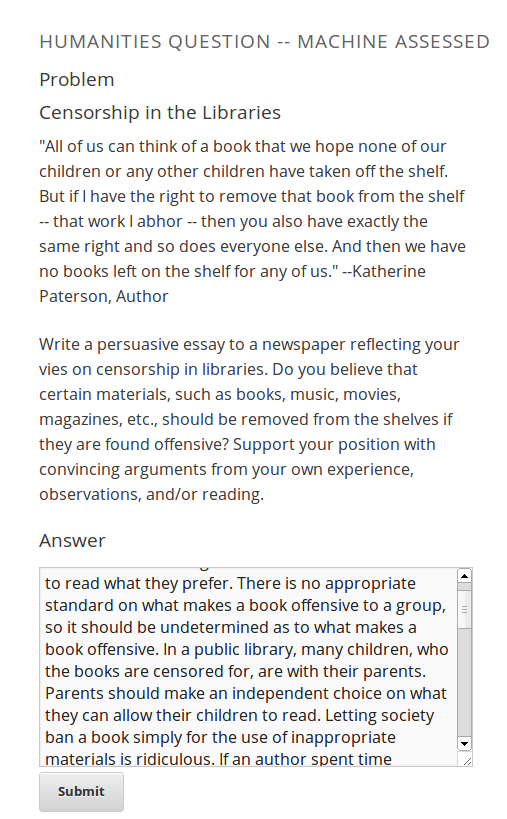 HUMANITIES QUESTION -- MACHINE ASSESSED
Problem
Censorship in the Libraries
"All of us can think of a book that we hope none of our
children or any other children have taken off the shelf.
But if I have the right to remove that book from the shelf
-- that work I abhor -- then you also have exactly the
same right and so does everyone else. And then we have
no books left on the shelf for any of us." --Katherine
Paterson, Author
Write a persuasive essay to a newspaper reflecting your
vies on censorship in libraries. Do you believe that
certain materials, such as books, music, movies,
magazines, etc., should be removed from the shelves if
they are found offensive? Support your position with
convincing arguments from your own experience,
observations, and/or reading.
Answer
to read what they prefer. There is no appropriate
standard on what makes a book offensive to a group,
so it should be undetermined as to what makes a
book offensive. In a public library, many children, who
the books are censored for, are with their parents.
Parents should make an independent choice on what
they can allow their children to read. Letting society
ban a book simply for the use of inappropriate
materials is ridiculous. If an author spent time
Submit